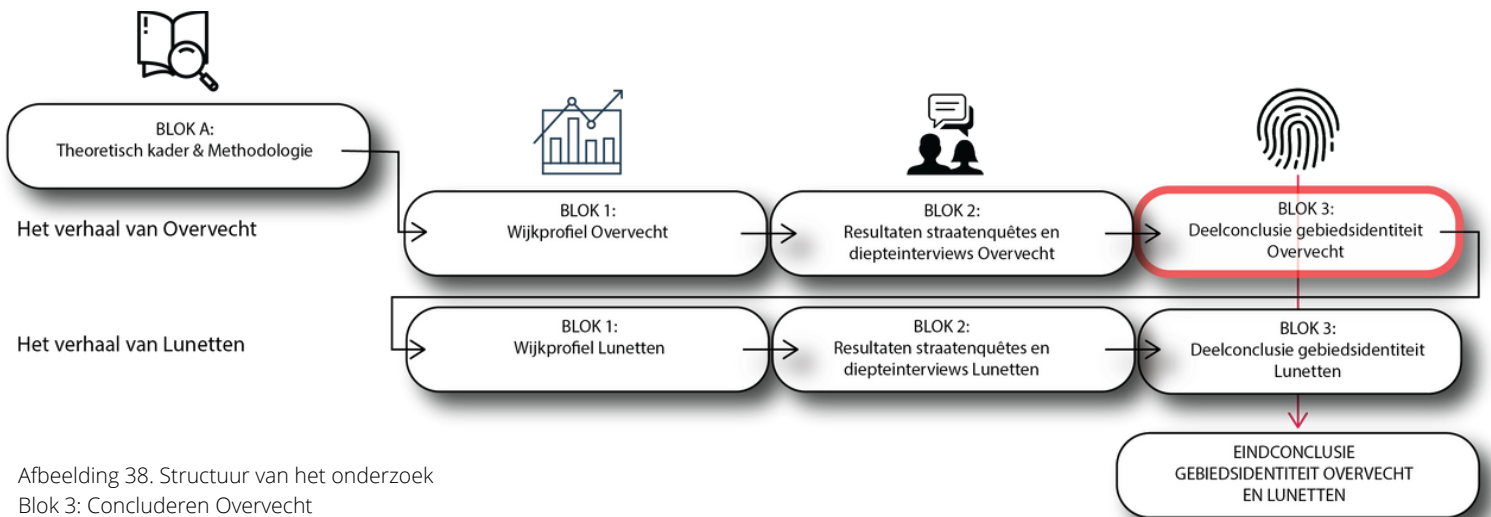 BLOK A:
Theoretisch kader & Methodologie
Het verhaal van Overvecht
BLOK 1:
Wijkprofiel Overvecht
BLOK 2:
Resultaten straatenquêtes en
diepteinterviews Overvecht
BLOK 3:
Deelconclusie gebiedsidentiteit
Overvecht
Het verhaal van Lunetten
BLOK 1:
Wijkprofiel Lunetten
BLOK 2:
Resultaten straatenquêtes en
diepteinterviews Lunetten
BLOK 3:
Deelconclusie gebiedsidentiteit
Lunetten
EINDCONCLUSIE
GEBIEDSIDENTITEIT OVERVECHT
EN LUNETTEN
Afbeelding 38. Structuur van het onderzoek
Blok 3: Concluderen Overvecht